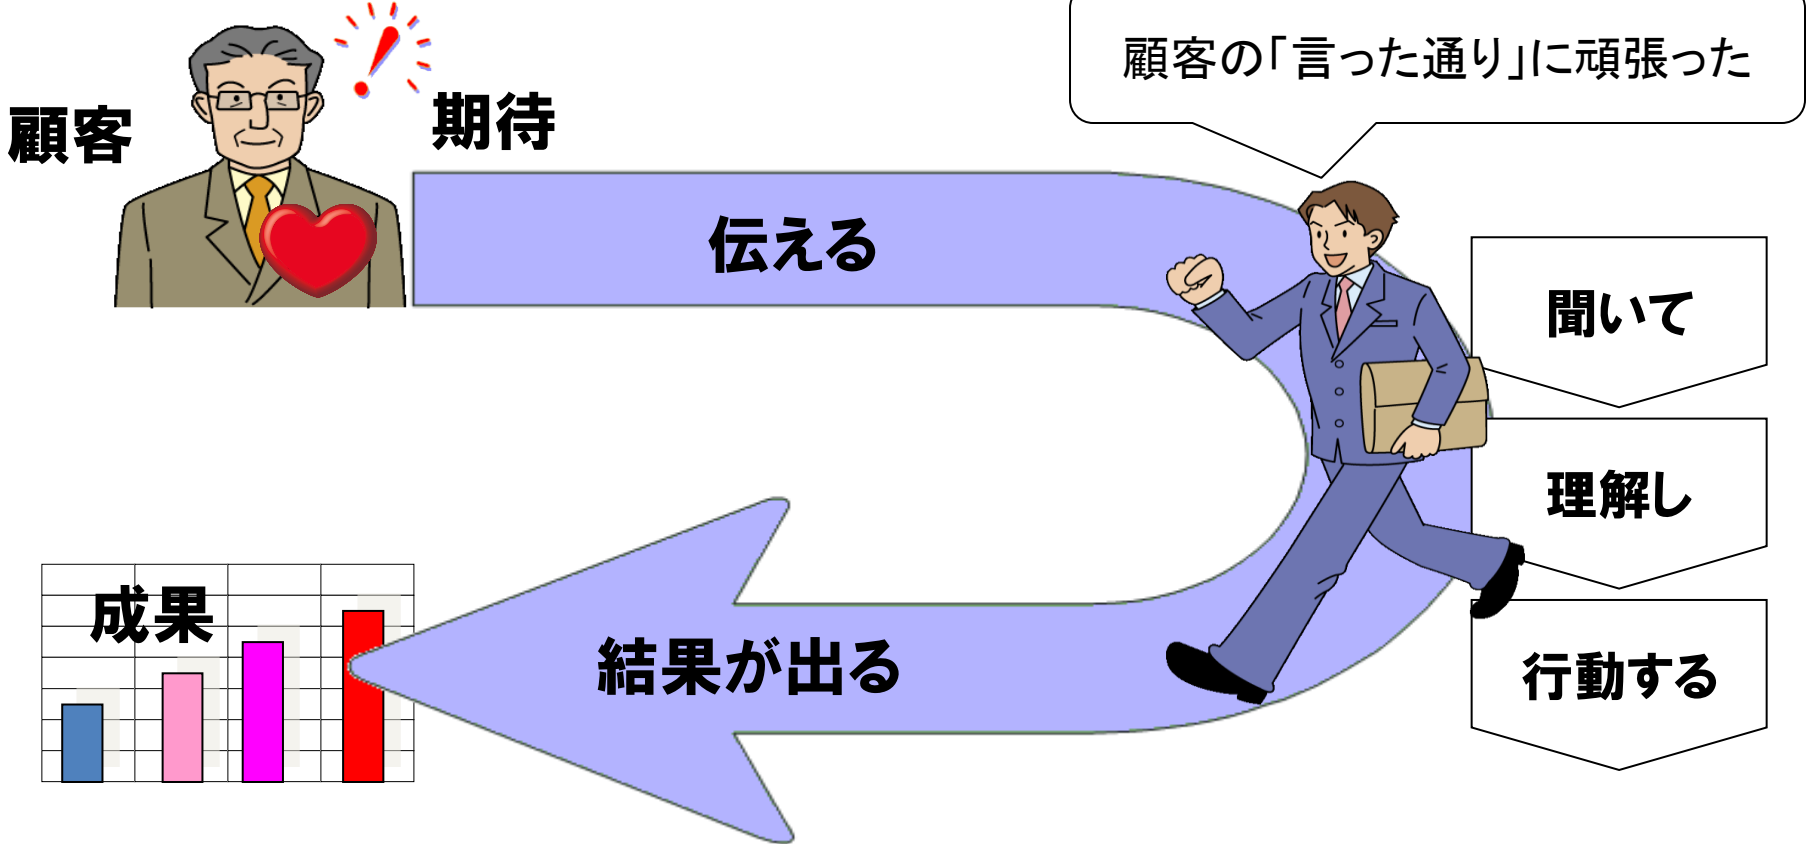 顧客の「言った通り」に頑張った
顧客
期待
伝える
聞いて
理解し
行動する
成果
結果が出る